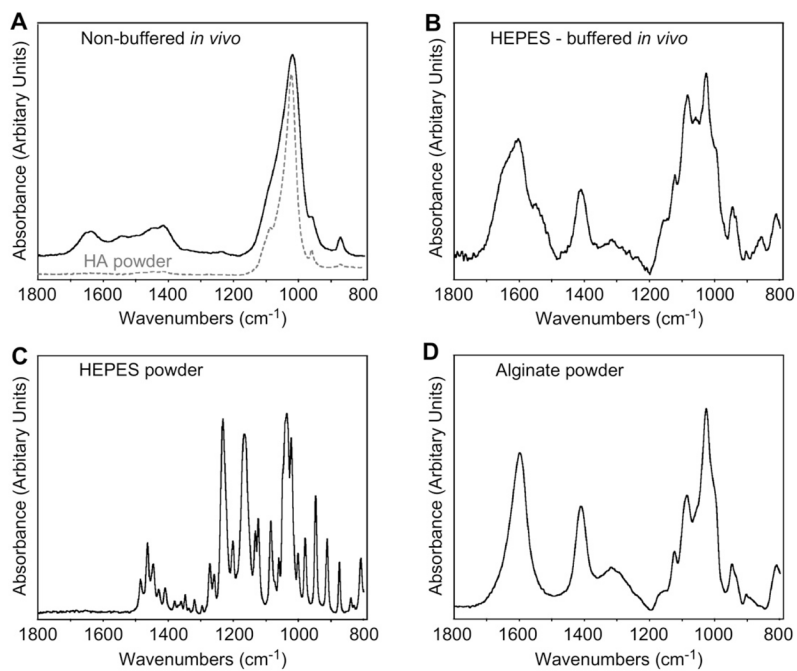 A
Non-buffered in vivo
Absorbance (Arbitary Units)
HA powder
1800 1600 1400 1200 1000 800
Wavenumbers (cm-1)
B
HEPES - buffered in vivo
Absorbance (Arbitary Units)
1800 1600 1400 1200 1000 800
Wavenumbers (cm-1)
C
HEPES powder
Absorbance (Arbitary Units)
1800 1600 1400 1200 1000 800
Wavenumbers (cm-1)
D
Alginate powder
Absorbance (Arbitary Units)
1800 1600 1400 1200 1000 800
Wavenumbers (cm-1)